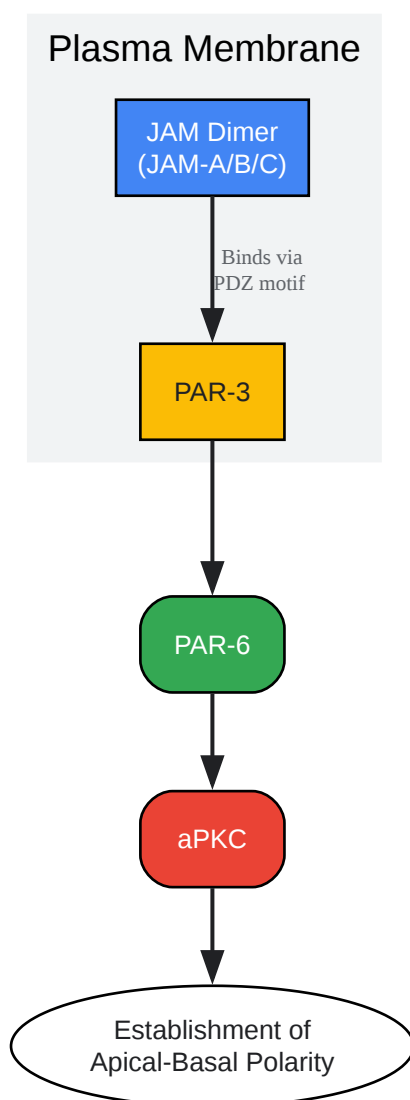 Plasma Membrane
JAM Dimer
(JAM-A/B/C)
Binds via
PDZ motif
PAR-3
PAR-6
aPKC
Establishment of
Apical-Basal Polarity